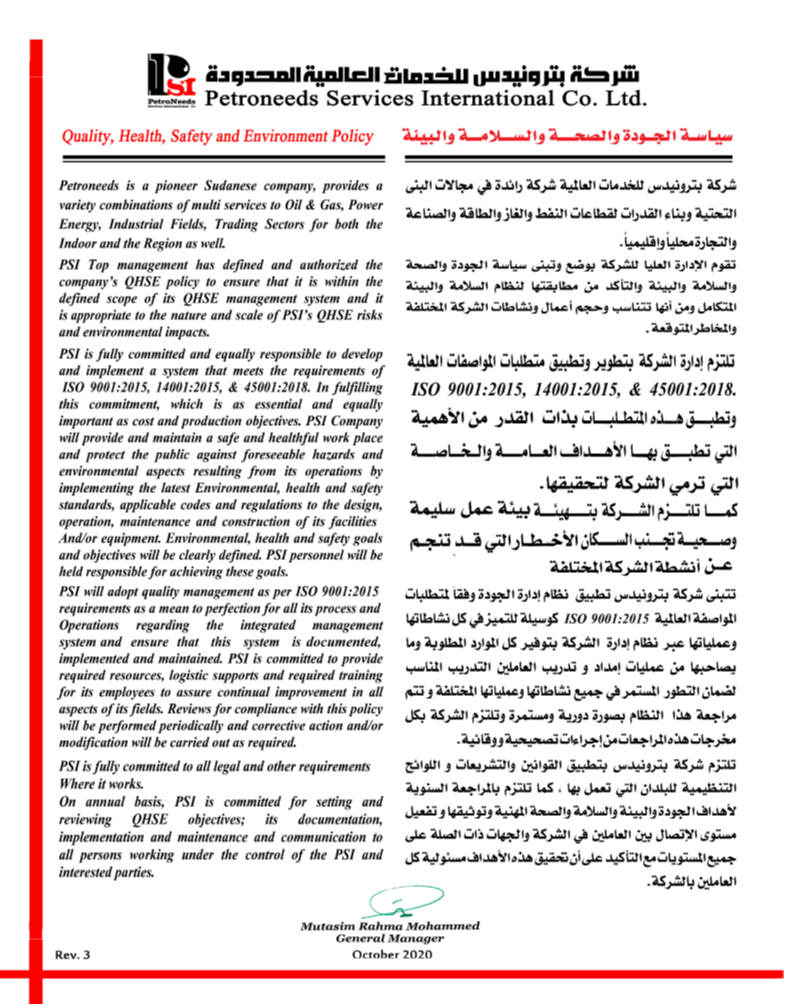 PSI
PetroNeeds
Services International Co.
شركة بترونيدس للخدمات العالمية المحدودة
Petroneeds Services International Co. Ltd.
Quality, Health, Safety and Environment Policy
Petroneeds is a pioneer Sudanese company, provides a
variety combinations of multi services to Oil & Gas, Power
Energy, Industrial Fields, Trading Sectors for both the
Indoor and the Region as well.
PSI Top management has defined and authorized the
company's QHSE policy to ensure that it is within the
defined scope of its QHSE management system and it
is appropriate to the nature and scale of PSI's QHSE risks
and environmental impacts.
PSI is fully committed and equally responsible to develop
and implement a system that meets the requirements of
ISO 9001:2015, 14001:2015, & 45001:2018. In fulfilling
this commitment, which is as essential and equally
important as cost and production objectives. PSI Company
will provide and maintain a safe and healthful work place
and protect the public against foreseeable hazards and
environmental aspects resulting from its operations by
implementing the latest Environmental, health and safety
standards, applicable codes and regulations to the design,
operation, maintenance and construction of its facilities
And/or equipment. Environmental, health and safety goals
and objectives will be clearly defined. PSI personnel will be
held responsible for achieving these goals.
PSI will adopt quality management as per ISO 9001:2015
requirements as a mean to perfection for all its process and
Operations regarding the integrated management
system and ensure that this system is documented,
implemented and maintained. PSI is committed to provide
required resources, logistic supports and required training
for its employees to assure continual improvement in all
aspects of its fields. Reviews for compliance with this policy
will be performed periodically and corrective action and/or
modification will be carried out as required.
PSI is fully committed to all legal and other requirements
Where it works.
On annual basis, PSI is committed for setting and
reviewing QHSE objectives; its documentation,
implementation and maintenance and communication to
all persons working under the control of the PSI and
interested parties.
سياسة الجودة والصحة والسلامة والبيئة
شركة بترونيدس للخدمات العالمية شركة رائدة في مجالات البنى
التحتية وبناء القدرات لقطاعات النفط والغاز والطاقة والصناعة
والتجارة محلياً وإقليمياً.
تقوم الإدارة العليا للشركة بوضع وتبنى سياسة الجودة والصحة
والسلامة والبيئة والتأكد من مطابقتها لنظام السلامة والبيئة
المتكامل ومن أنها تتناسب وحجم أعمال ونشاطات الشركة المختلفة
والمخاطر المتوقعة.
تلتزم إدارة الشركة بتطوير وتطبيق متطلبات المواصفات العالمية
ISO 9001:2015, 14001:2015, & 45001:2018.
وتطبق هذه المتطلبات بذات القدر من الأهمية
التي تطبق بها الأهداف العامة والخاصة
التي ترمي الشركة لتحقيقها.
كما تلتزم الشركة بتهيئة بيئة عمل سليمة
وصحية تجنب السكان الأخطار التي قد تنجم
عن أنشطة الشركة المختلفة
تتبنى شركة بترونيدس تطبيق نظام إدارة الجودة وفقاً لمتطلبات
المواصفة العالمية ISO 9001:2015 كوسيلة للتميز في كل نشاطاتها
وعملياتها عبر نظام إدارة الشركة بتوفير كل الموارد المطلوبة وما
يصاحبها من عمليات إمداد و تدريب العاملين التدريب المناسب
لضمان التطور المستمر في جميع نشاطاتها وعملياتها المختلفة و تتم
مراجعة هذا النظام بصورة دورية ومستمرة وتلتزم الشركة بكل
مخرجات هذه المراجعات من إجراءات تصحيحية ووقائية.
تلتزم شركة بترونيدس بتطبيق القوانين والتشريعات و اللوائح
التنظيمية للبلدان التي تعمل بها ، كما تلتزم بالمراجعة السنوية
لأهداف الجودة والبيئة والسلامة والصحة المهنية وتوثيقها و تفعيل
مستوى الإتصال بين العاملين في الشركة والجهات ذات الصلة على
جميع المستويات مع التأكيد على أن تحقيق هذه الأهداف مسئولية كل
العاملين بالشركة.
Mutasim Rahma Mohammed
General Manager
October 2020
Rev. 3